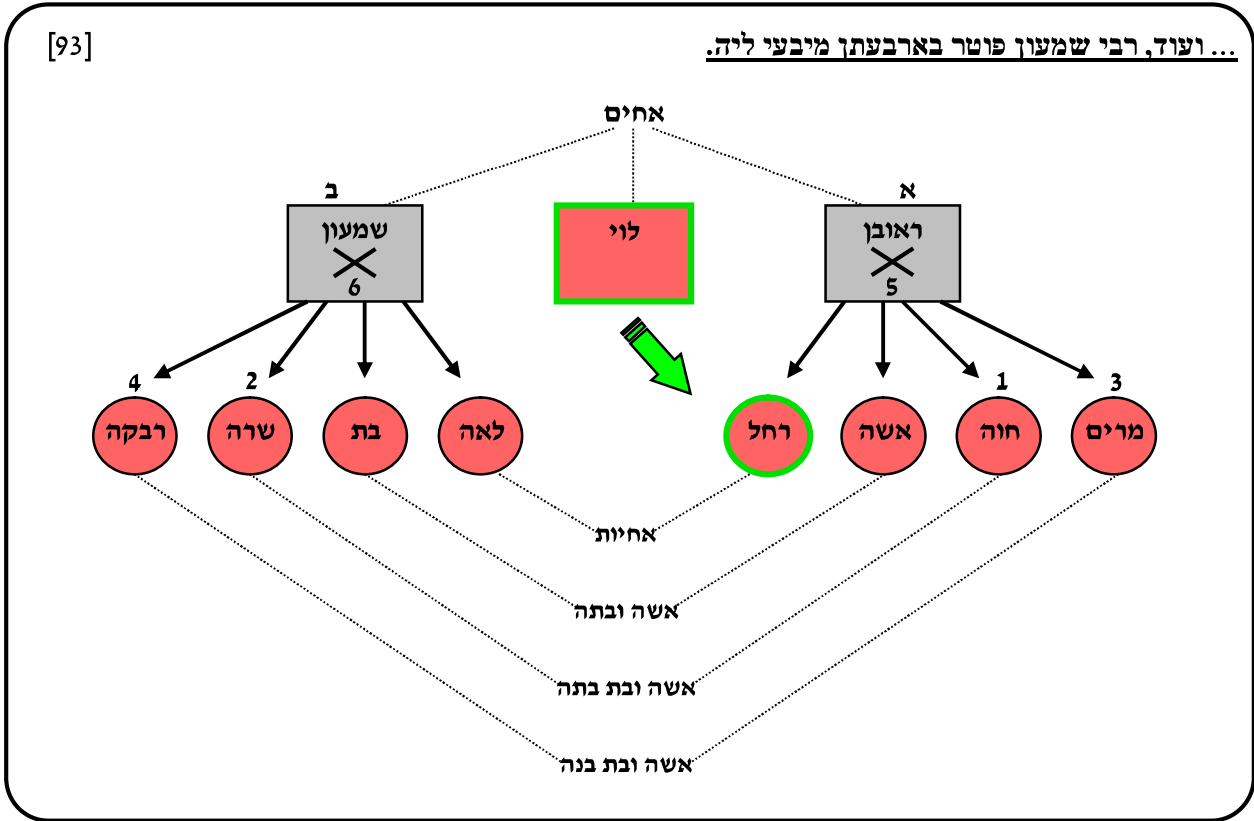 ... ועוד, רבי שמעון פוטר בארבעתן מיבעי ליה.
[93]
אחים
א
ב
ראובן
5
לוי
שמעון
6
3
1
2
4
מרים
חוה
אשה
רחל
לאה
בת
שרה
רבקה
אחיות
אשה ובתה
אשה ובת בתה
אשה ובת בנה